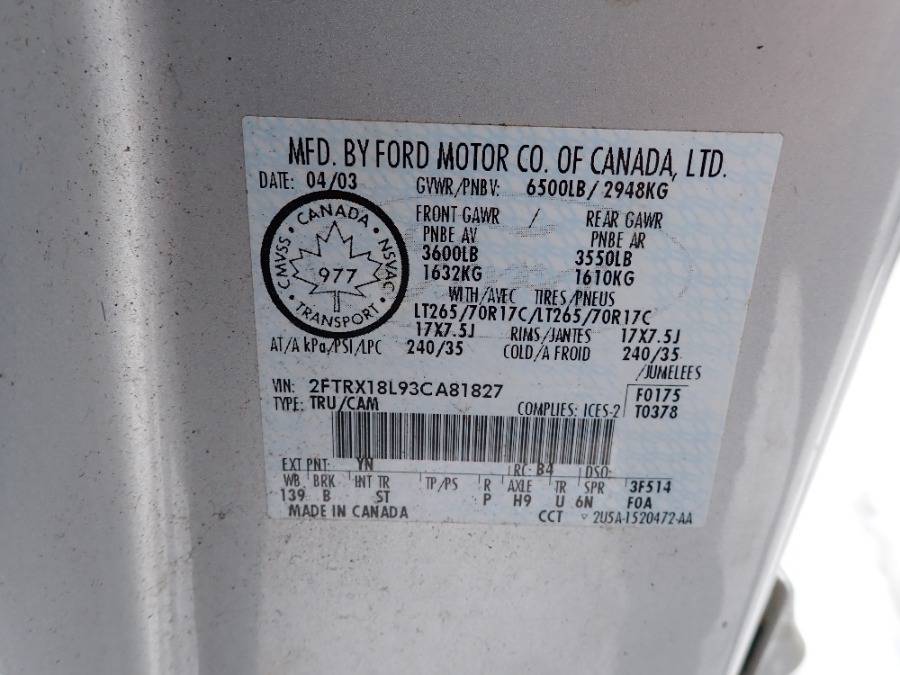 MFD. BY FORD MOTOR CO. OF CANADA, LTD.
DATE: 04/03 GVWR/PNBV: 6500LB/ 2948KG
CANADA
CMVSS NSVAC
977
TRANSPORT
FRONT GAWR / REAR GAWR
PNBE AV PNBE AR
3600LB 3550LB
1632KG 1610KG
WITH/AVEC TIRES/PNEUS
LT265/70R17C/LT265/70R17C
17X7.5J RIMS/JANTES 17X7.5J
AT/A kPa/PSI/LPC 240/35 COLD/A FROID 240/35
/JUMELEES
VIN: 2FTRX18L93CA81827 F0175
TYPE: TRU/CAM COMPLIES: ICES-2 T0378
EXT PNT: YN RC: B4 DSO:
WB BRK INT TR TP/PS R AXLE TR SPR 3F514
139 B ST P H9 U 6N FOA
MADE IN CANADA CCT 2U5A-1520472-AA